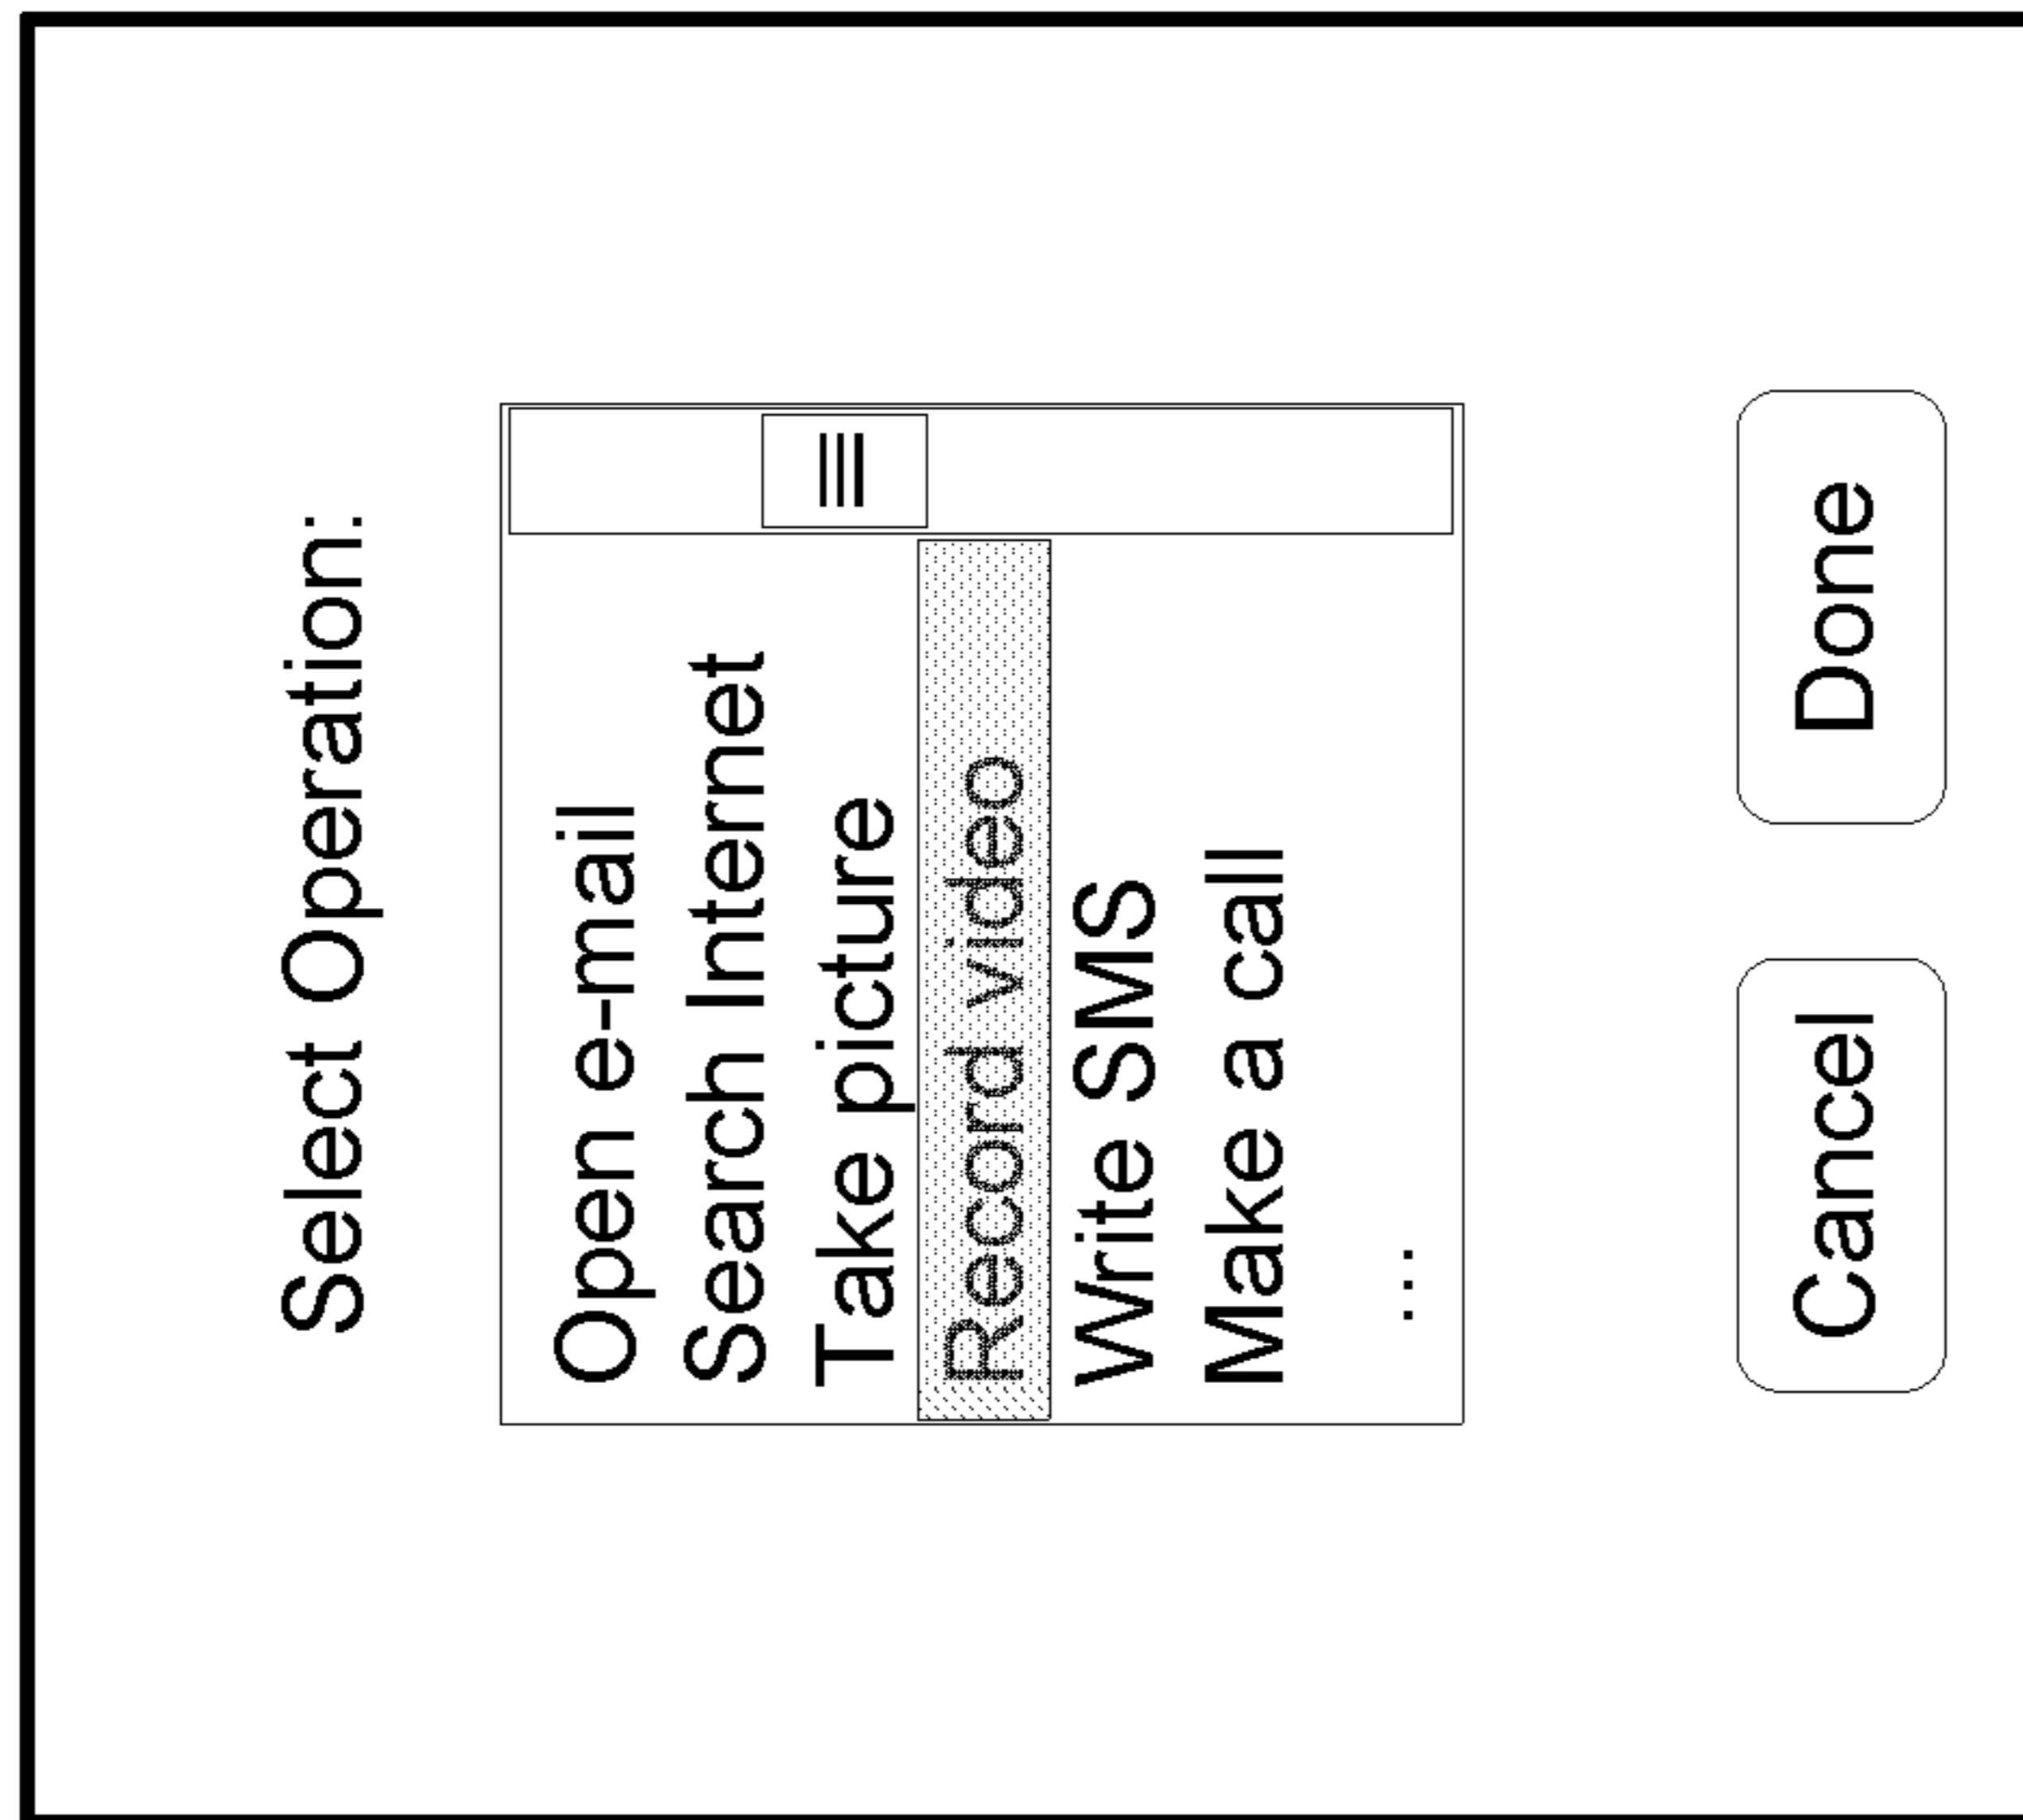 Select Operation:
Open e-mail
Search Internet
Take picture
Record video
Write SMS
Make a call
...
Cancel
Done